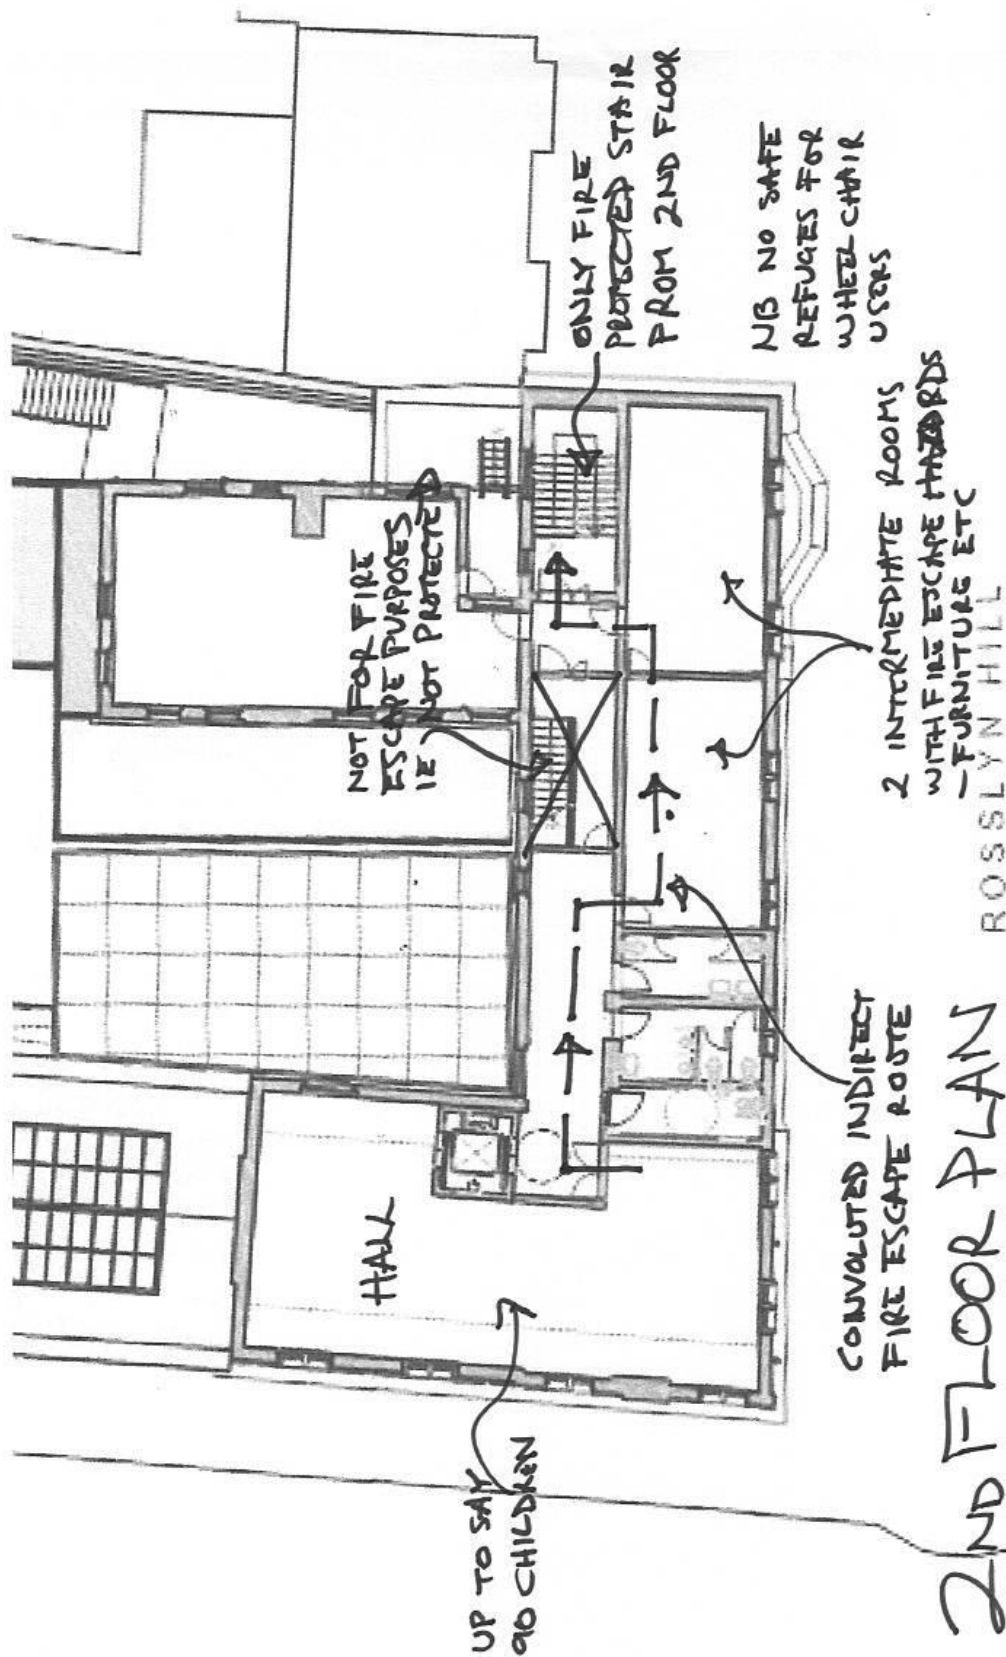 ONLY FIRE
PROTECTED STAIR
FROM 2ND FLOOR
NB NO SAFE
REFUGES FOR
WHEELCHAIR
USERS
NOT FOR FIRE
ESCAPE PURPOSES
IE NOT PROTECTED
2 INTERMEDIATE ROOMS
WITH FIRE ESCAPE HAZARDS
- FURNITURE ETC
ROSSLYN HILL
HALL
CONVOLUTED INDIRECT
FIRE ESCAPE ROUTE
UP TO SAY
90 CHILDREN
2ND FLOOR PLAN